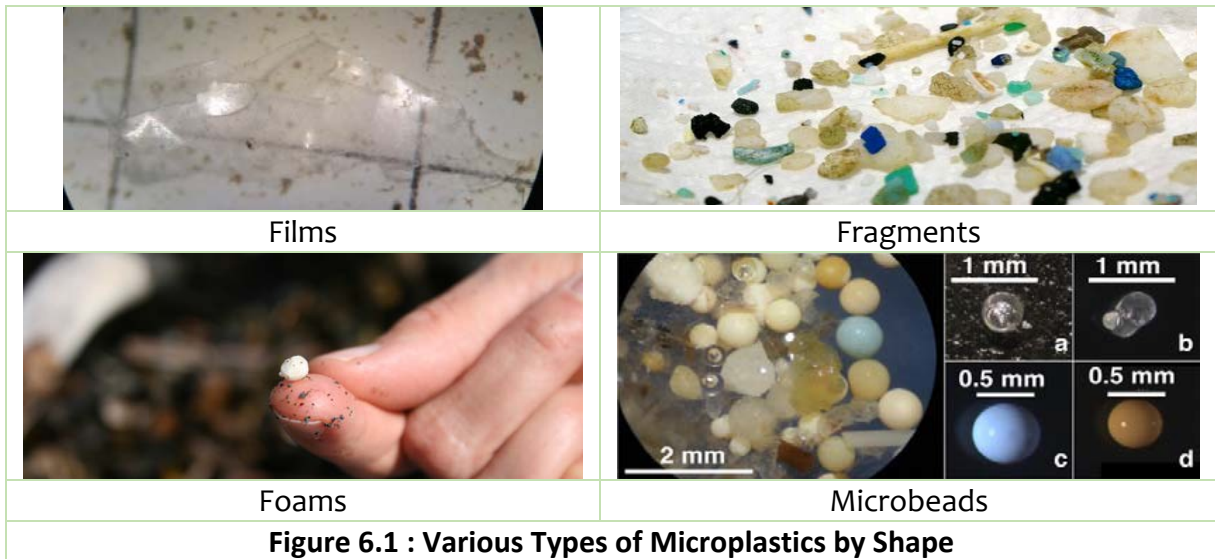 Films
Fragments
1 mm
1 mm
a
b
0.5 mm
0.5 mm
2 mm
c
d
Foams
Microbeads
Figure 6.1 : Various Types of Microplastics by Shape